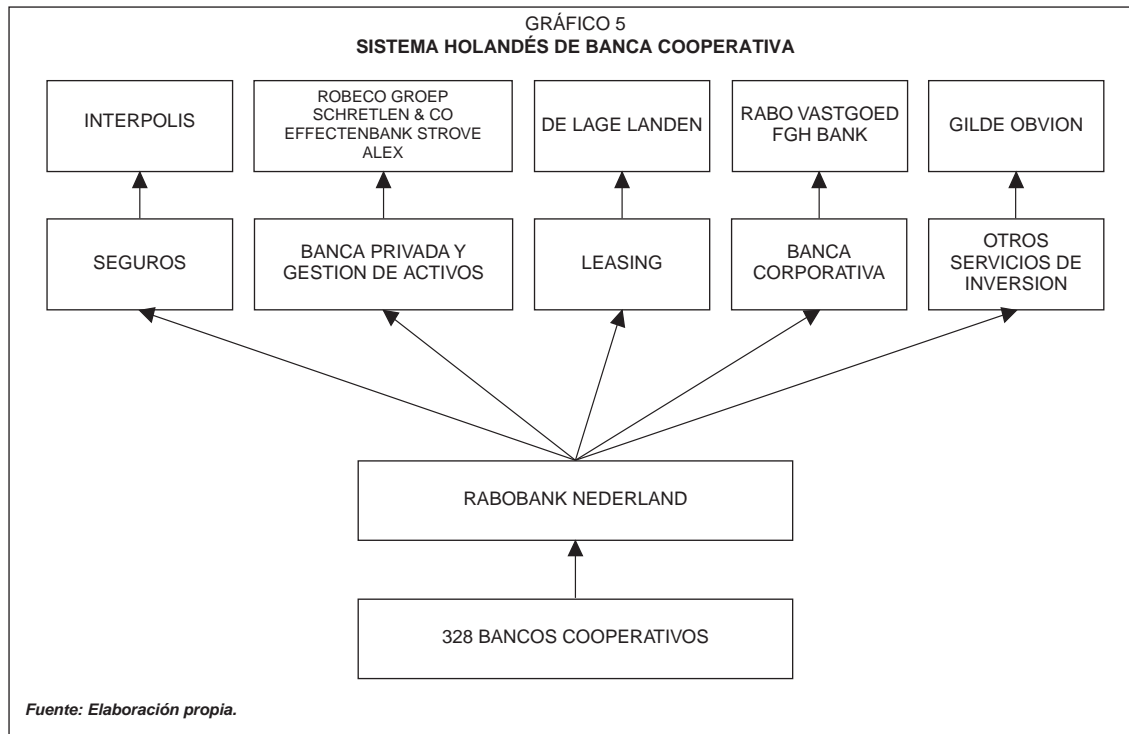 GRÁFICO 5
SISTEMA HOLANDÉS DE BANCA COOPERATIVA
INTERPOLIS
ROBECO GROEP
SCHRETLEN & CO
EFFECTENBANK STROVE
ALEX
DE LAGE LANDEN
RABO VASTGOED
FGH BANK
GILDE OBVION
SEGUROS
BANCA PRIVADA Y
GESTION DE ACTIVOS
LEASING
BANCA
CORPORATIVA
OTROS
SERVICIOS DE
INVERSION
RABOBANK NEDERLAND
328 BANCOS COOPERATIVOS
Fuente: Elaboración propia.